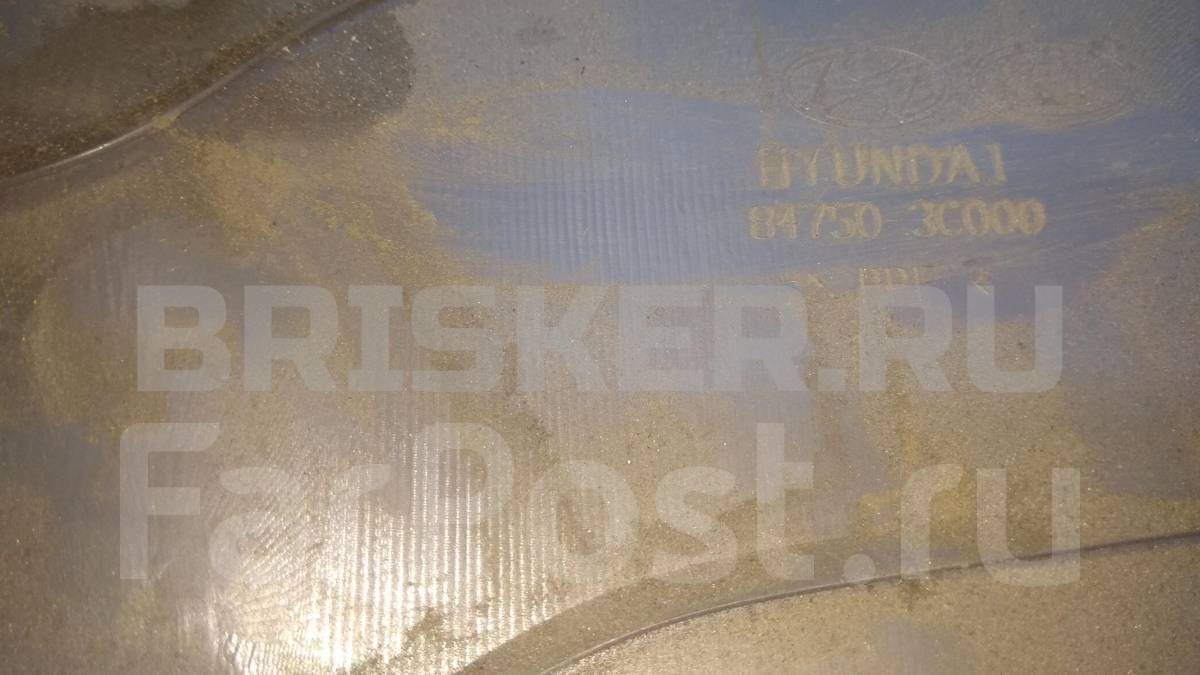 HYUNDAI
84750-3C000
BRISKER.RU
FarPost.ru